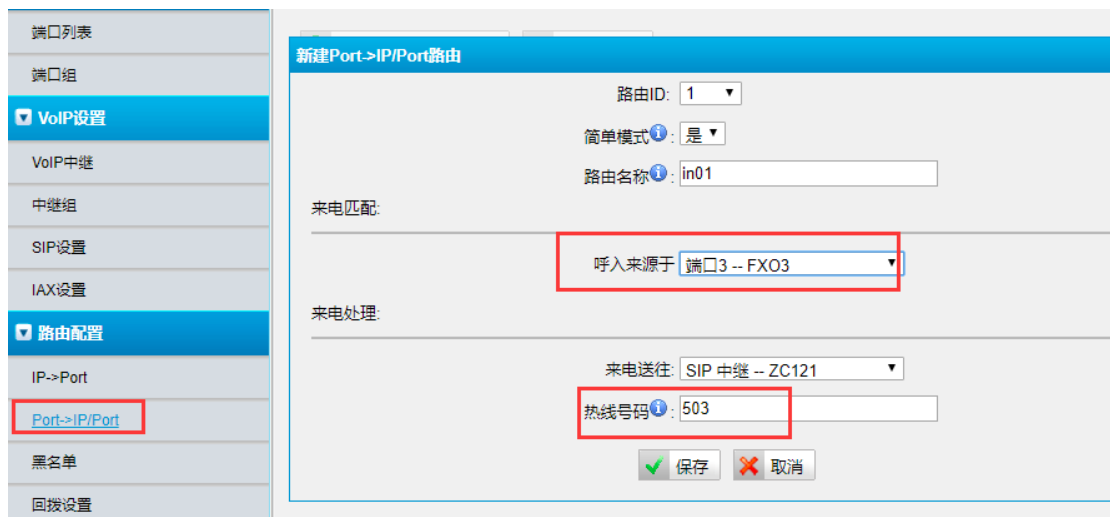 端口列表
端口组
VoIP设置
VoIP中继
中继组
SIP设置
IAX设置
路由配置
IP->Port
Port->IP/Port
黑名单
回拨设置
新建Port->IP/Port路由
路由ID: 1
简单模式: 是
路由名称: in01
来电匹配:
呼入来源于 端口3 -- FXO3
来电处理:
来电送往: SIP 中继 -- ZC121
热线号码: 503
保存 取消